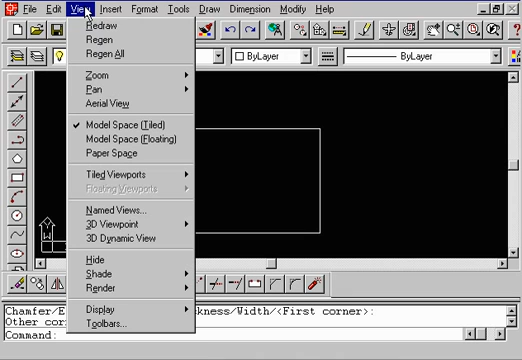 File Edit View Insert Format Tools Draw Dimension Modify Help
Redraw
Regen
Regen All
Zoom
Pan
Aerial View
Model Space (Tiled)
Model Space (Floating)
Paper Space
Tiled Viewports
Floating Viewports
Named Views...
3D Viewpoint
3D Dynamic View
Hide
Shade
Render
Display
Toolbars...
ByLayer
ByLayer
Y
W
Chamfer/E
ckness/Width/<First corner>:
Other cor
Command: